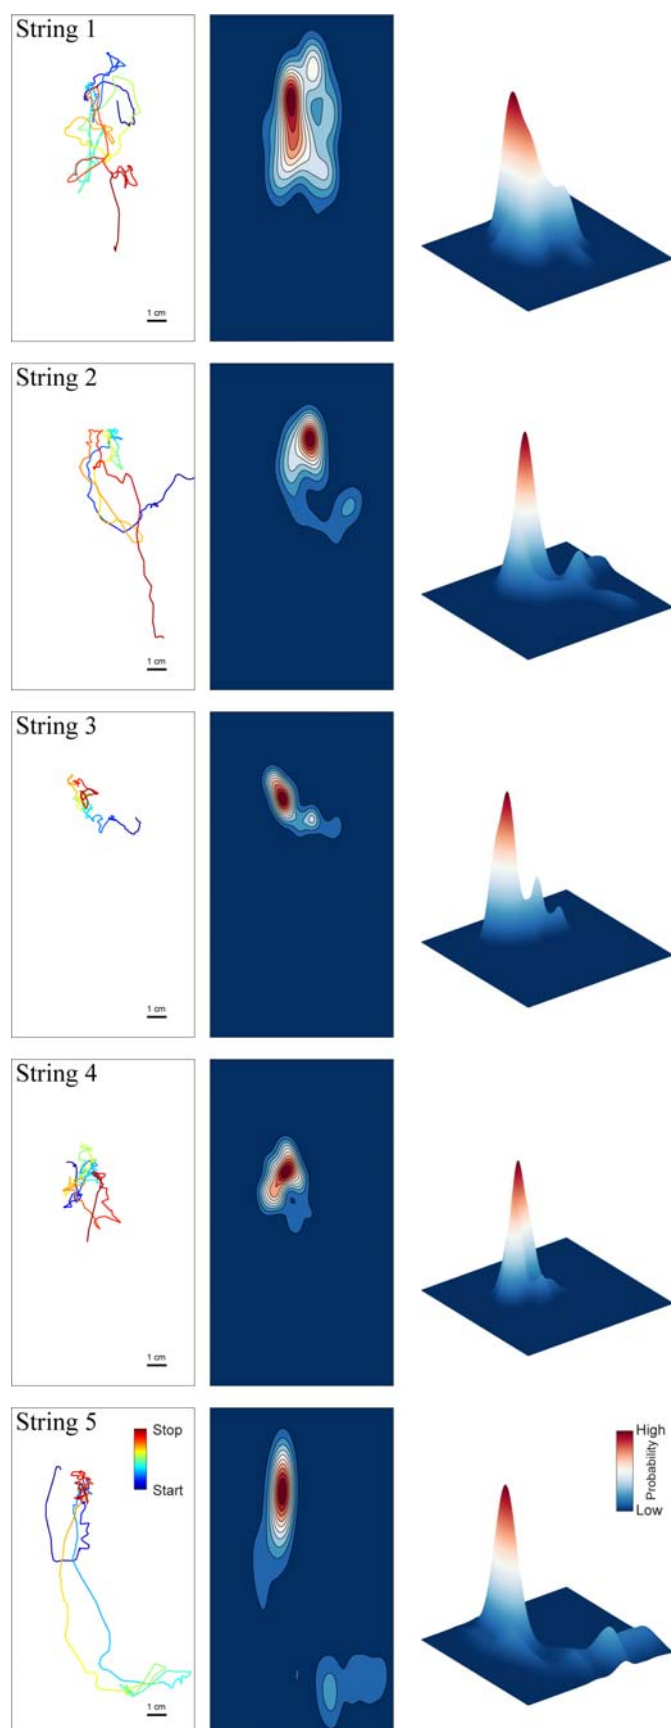 String 1
1 cm
String 2
1 cm
String 3
1 cm
String 4
1 cm
String 5
Stop
Start
1 cm
High
Probability
Low